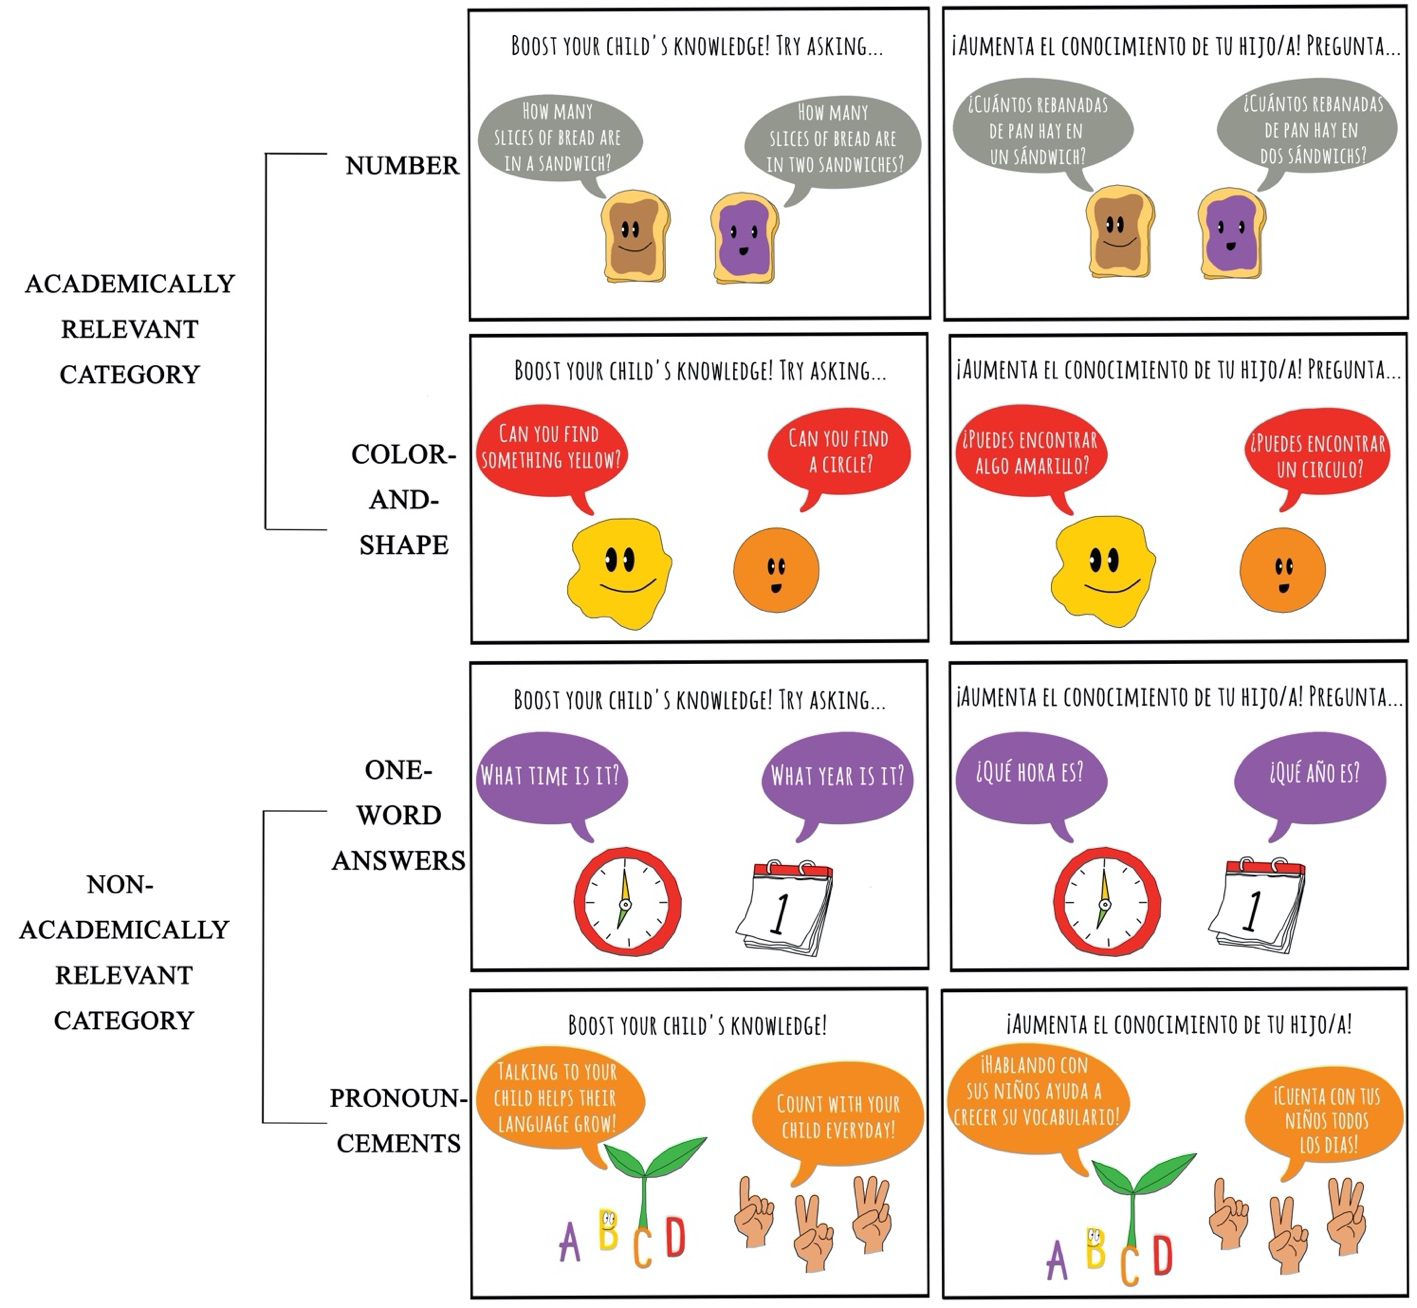 ACADEMICALLY
RELEVANT
CATEGORY
NUMBER
BOOST YOUR CHILD'S KNOWLEDGE! TRY ASKING...
HOW MANY
SLICES OF BREAD ARE
IN A SANDWICH?
HOW MANY
SLICES OF BREAD ARE
IN TWO SANDWICHES?
¡AUMENTA EL CONOCIMIENTO DE TU HIJO/A! PREGUNTA...
¿CUÁNTOS REBANADAS
DE PAN HAY EN
UN SÁNDWICH?
¿CUÁNTOS REBANADAS
DE PAN HAY EN
DOS SÁNDWICHS?
COLOR-
AND-
SHAPE
BOOST YOUR CHILD'S KNOWLEDGE! TRY ASKING...
CAN YOU FIND
SOMETHING YELLOW?
CAN YOU FIND
A CIRCLE?
¡AUMENTA EL CONOCIMIENTO DE TU HIJO/A! PREGUNTA...
¿PUEDES ENCONTRAR
ALGO AMARILLO?
¿PUEDES ENCONTRAR
UN CIRCULO?
NON-
ACADEMICALLY
RELEVANT
CATEGORY
ONE-
WORD
ANSWERS
BOOST YOUR CHILD'S KNOWLEDGE! TRY ASKING...
WHAT TIME IS IT?
WHAT YEAR IS IT?
1
¡AUMENTA EL CONOCIMIENTO DE TU HIJO/A! PREGUNTA...
¿QUÉ HORA ES?
¿QUÉ AÑO ES?
1
PRONOUN-
CEMENTS
BOOST YOUR CHILD'S KNOWLEDGE!
TALKING TO YOUR
CHILD HELPS THEIR
LANGUAGE GROW!
COUNT WITH YOUR
CHILD EVERYDAY!
A B C D
¡AUMENTA EL CONOCIMIENTO DE TU HIJO/A!
¡HABLANDO CON
SUS NIÑOS AYUDA A
CRECER SU VOCABULARIO!
¡CUENTA CON TUS
NIÑOS TODOS
LOS DIAS!
A B C D